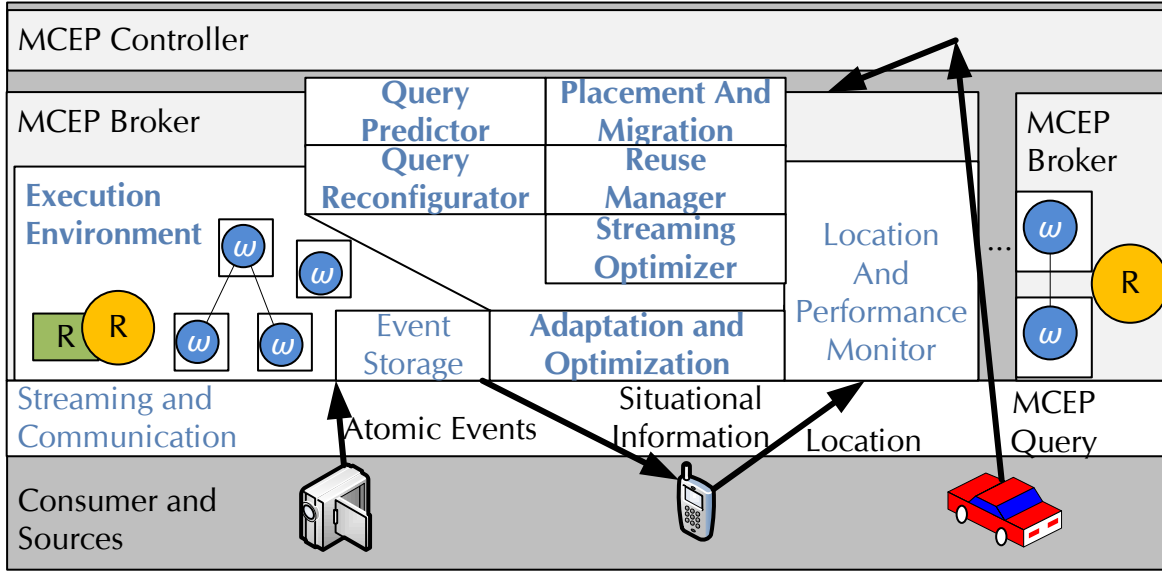 MCEP Controller
MCEP Broker
Query
Predictor
Placement And
Migration
Query
Reconfigurator
Reuse
Manager
Streaming
Optimizer
Execution
Environment
ω
ω
ω
ω
R
R
Event
Storage
Adaptation and
Optimization
Location
And
Performance
Monitor
...
MCEP
Broker
ω
ω
R
Streaming and
Communication
Atomic Events
Situational
Information
Location
MCEP
Query
Consumer and
Sources